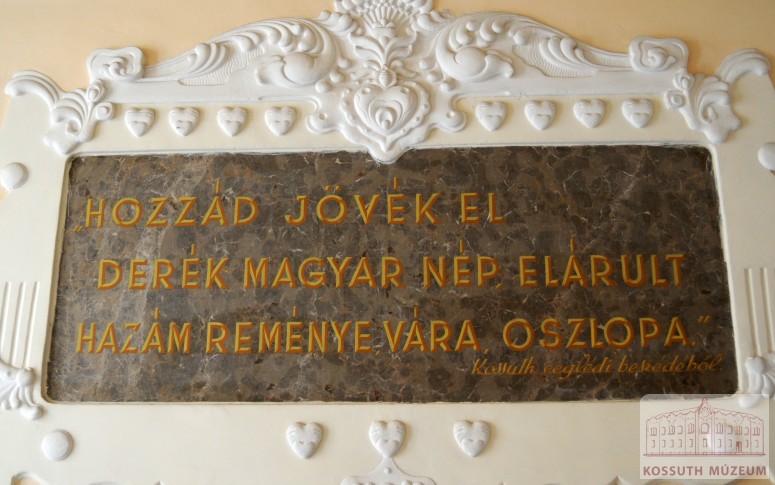 „HOZZÁD JÖVÉK EL
DERÉK MAGYAR NÉP, ELÁRULT
HAZÁM REMÉNYE, VÁRA, OSZLOPA.”
Kossuth ceglédi beszédéből
KOSSUTH MÚZEUM